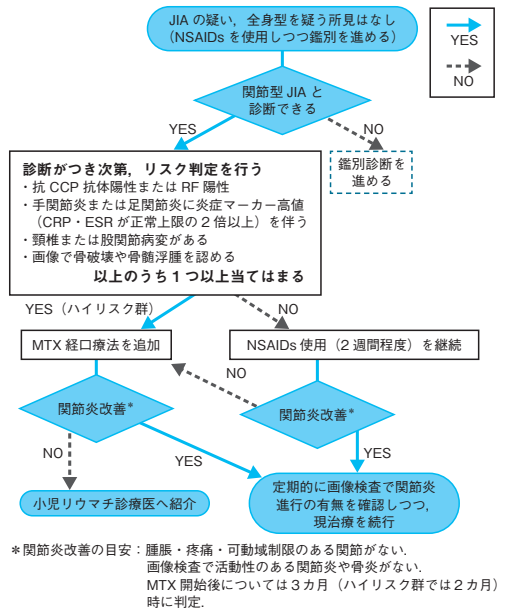 JIA の疑い，全身型を疑う所見はなし
（NSAIDs を使用しつつ鑑別を進める）
YES
NO
関節型 JIA と
診断できる
YES
NO
鑑別診断を
進める
診断がつき次第，リスク判定を行う
・抗 CCP 抗体陽性または RF 陽性
・手関節炎または足関節炎に炎症マーカー高値
（CRP・ESR が正常上限の 2 倍以上）を伴う
・頸椎または股関節病変がある
・画像で骨破壊や骨髄浮腫を認める
以上のうち 1 つ以上当てはまる
YES（ハイリスク群）
NO
MTX 経口療法を追加
NSAIDs 使用（2 週間程度）を継続
NO
関節炎改善*
関節炎改善*
NO
YES
YES
小児リウマチ診療医へ紹介
定期的に画像検査で関節炎
進行の有無を確認しつつ，
現治療を続行
＊関節炎改善の目安：腫脹・疼痛・可動域制限のある関節がない．
画像検査で活動性のある関節炎や骨炎がない．
MTX 開始後については 3 カ月（ハイリスク群では 2 カ月）
時に判定．